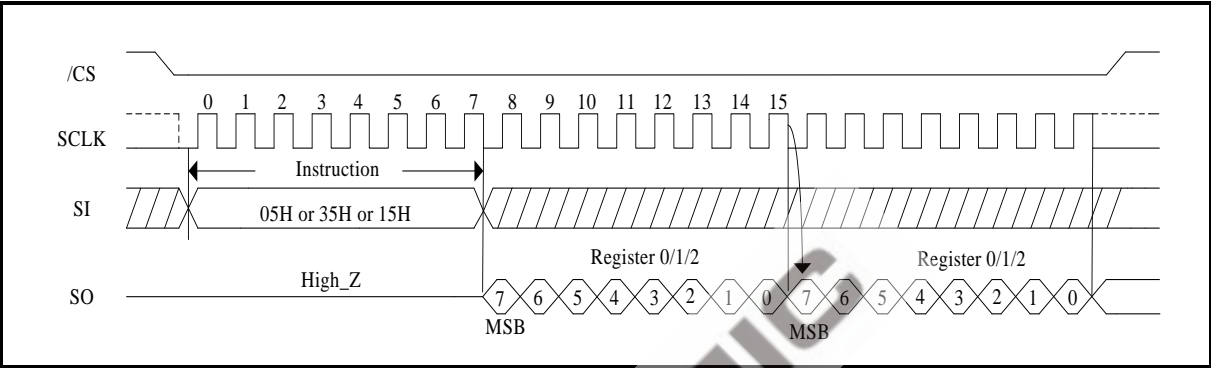 /CS
0 1 2 3 4 5 6 7 8 9 10 11 12 13 14 15
SCLK
Instruction
SI
05H or 35H or 15H
Register 0/1/2 Register 0/1/2
High_Z
SO
7 6 5 4 3 2 1 0 7 6 5 4 3 2 1 0
MSB MSB